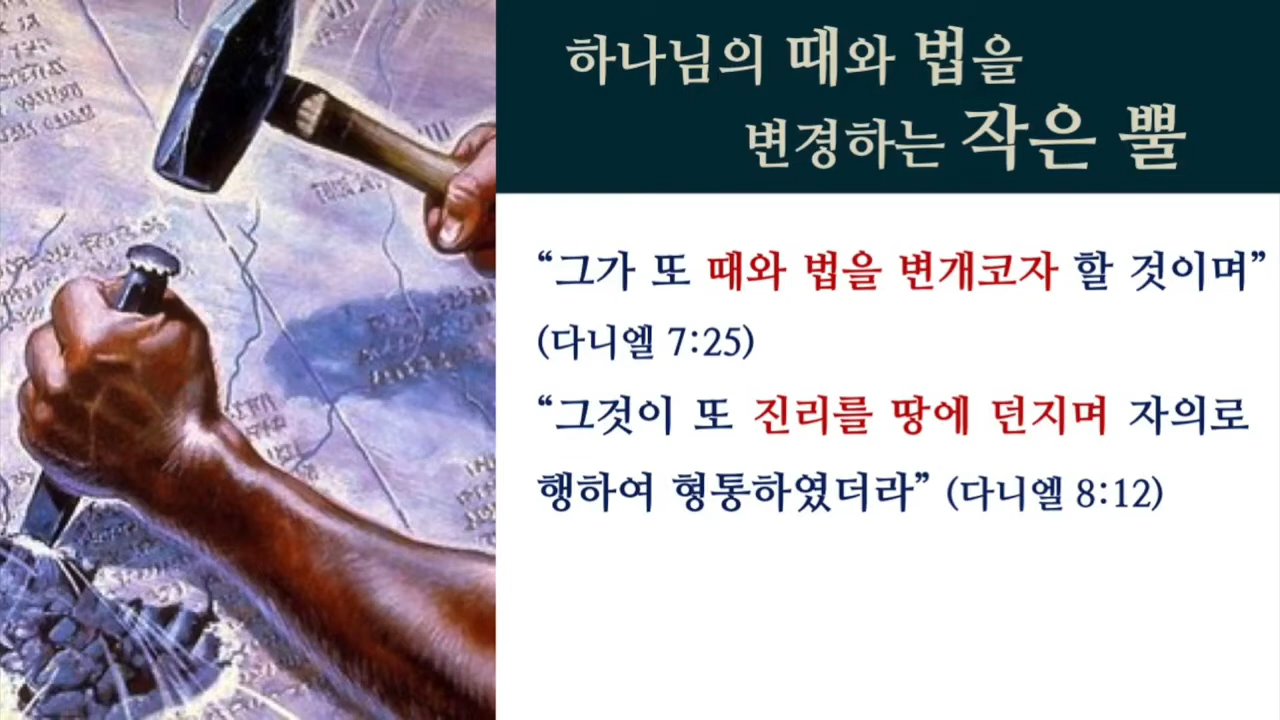 하나님의 때와 법을
변경하는 작은 뿔
“그가 또 때와 법을 변개코자 할 것이며”
(다니엘 7:25)
“그것이 또 진리를 땅에 던지며 자의로
행하여 형통하였더라” (다니엘 8:12)